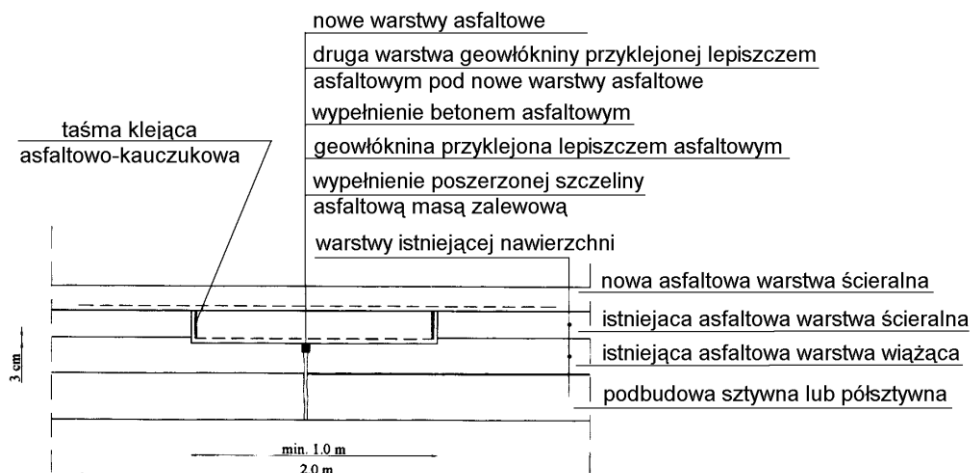 nowe warstwy asfaltowe
druga warstwa geowłókniny przyklejonej lepiszczem
asfaltowym pod nowe warstwy asfaltowe
wypełnienie betonem asfaltowym
taśma klejąca
asfaltowo-kauczukowa
geowłóknina przyklejona lepiszczem asfaltowym
wypełnienie poszerzonej szczeliny
asfaltową masą zalewową
warstwy istniejącej nawierzchni
nowa asfaltowa warstwa ścieralna
istniejaca asfaltowa warstwa ścieralna
istniejąca asfaltowa warstwa wiążąca
3 cm
podbudowa sztywna lub półsztywna
min. 1.0 m
2.0 m